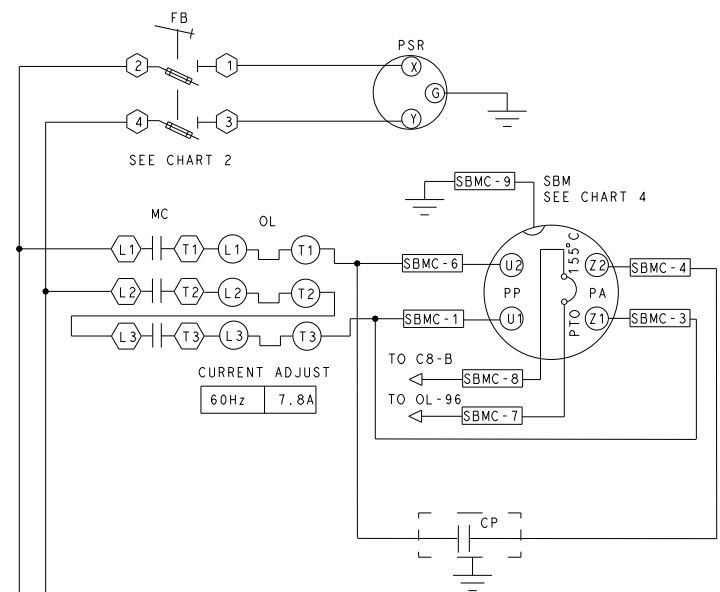 FB
PSR
2
1
X
G
4
3
Y
SEE CHART 2
SBMC-9
SBM
SEE CHART 4
MC
OL
L1
T1
L1
T1
SBMC-6
U2
155°C
Z2
SBMC-4
L2
T2
L2
T2
PP
PA
SBMC-1
U1
PTO
Z1
SBMC-3
L3
T3
L3
T3
TO C8-B
CURRENT ADJUST
SBMC-8
60Hz
7.8A
TO OL-96
SBMC-7
CP